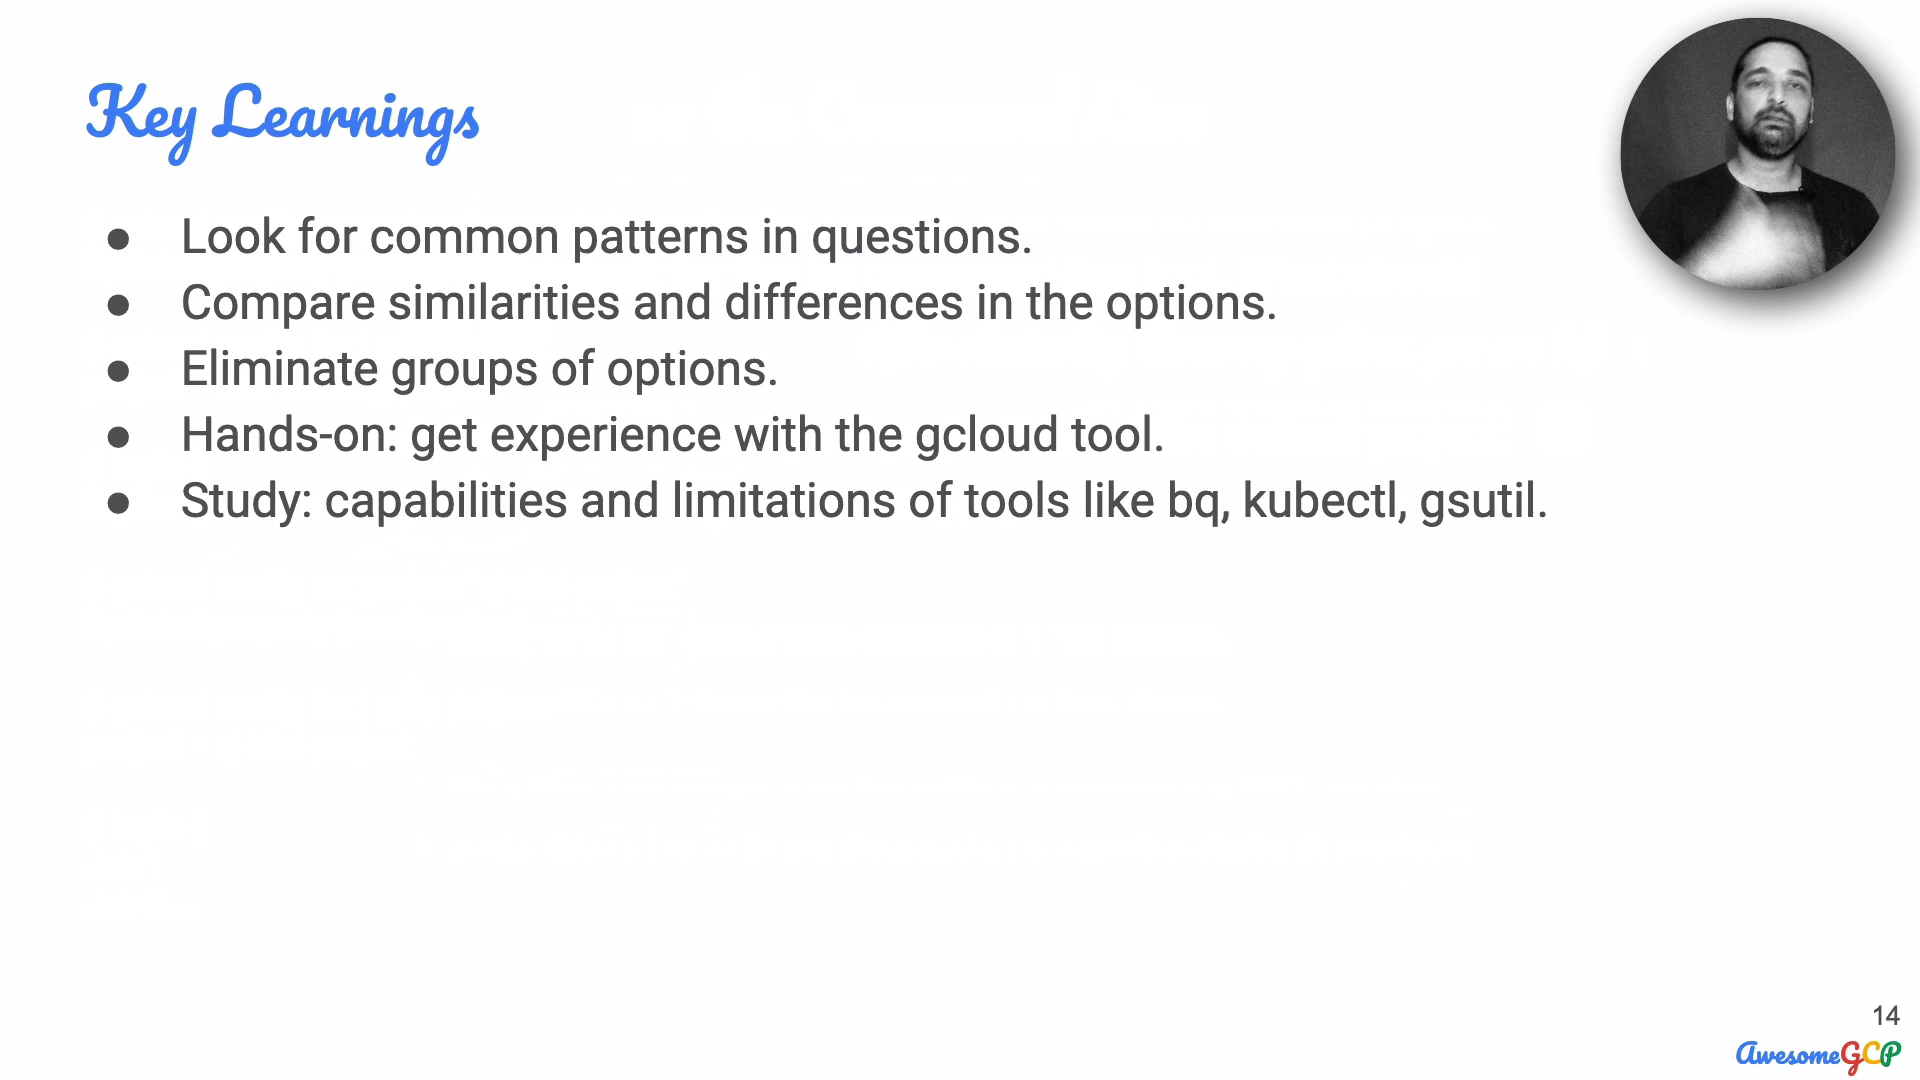 Key Learnings
● Look for common patterns in questions.
● Compare similarities and differences in the options.
● Eliminate groups of options.
● Hands-on: get experience with the gcloud tool.
● Study: capabilities and limitations of tools like bq, kubectl, gsutil.
14
AwesomeGCP